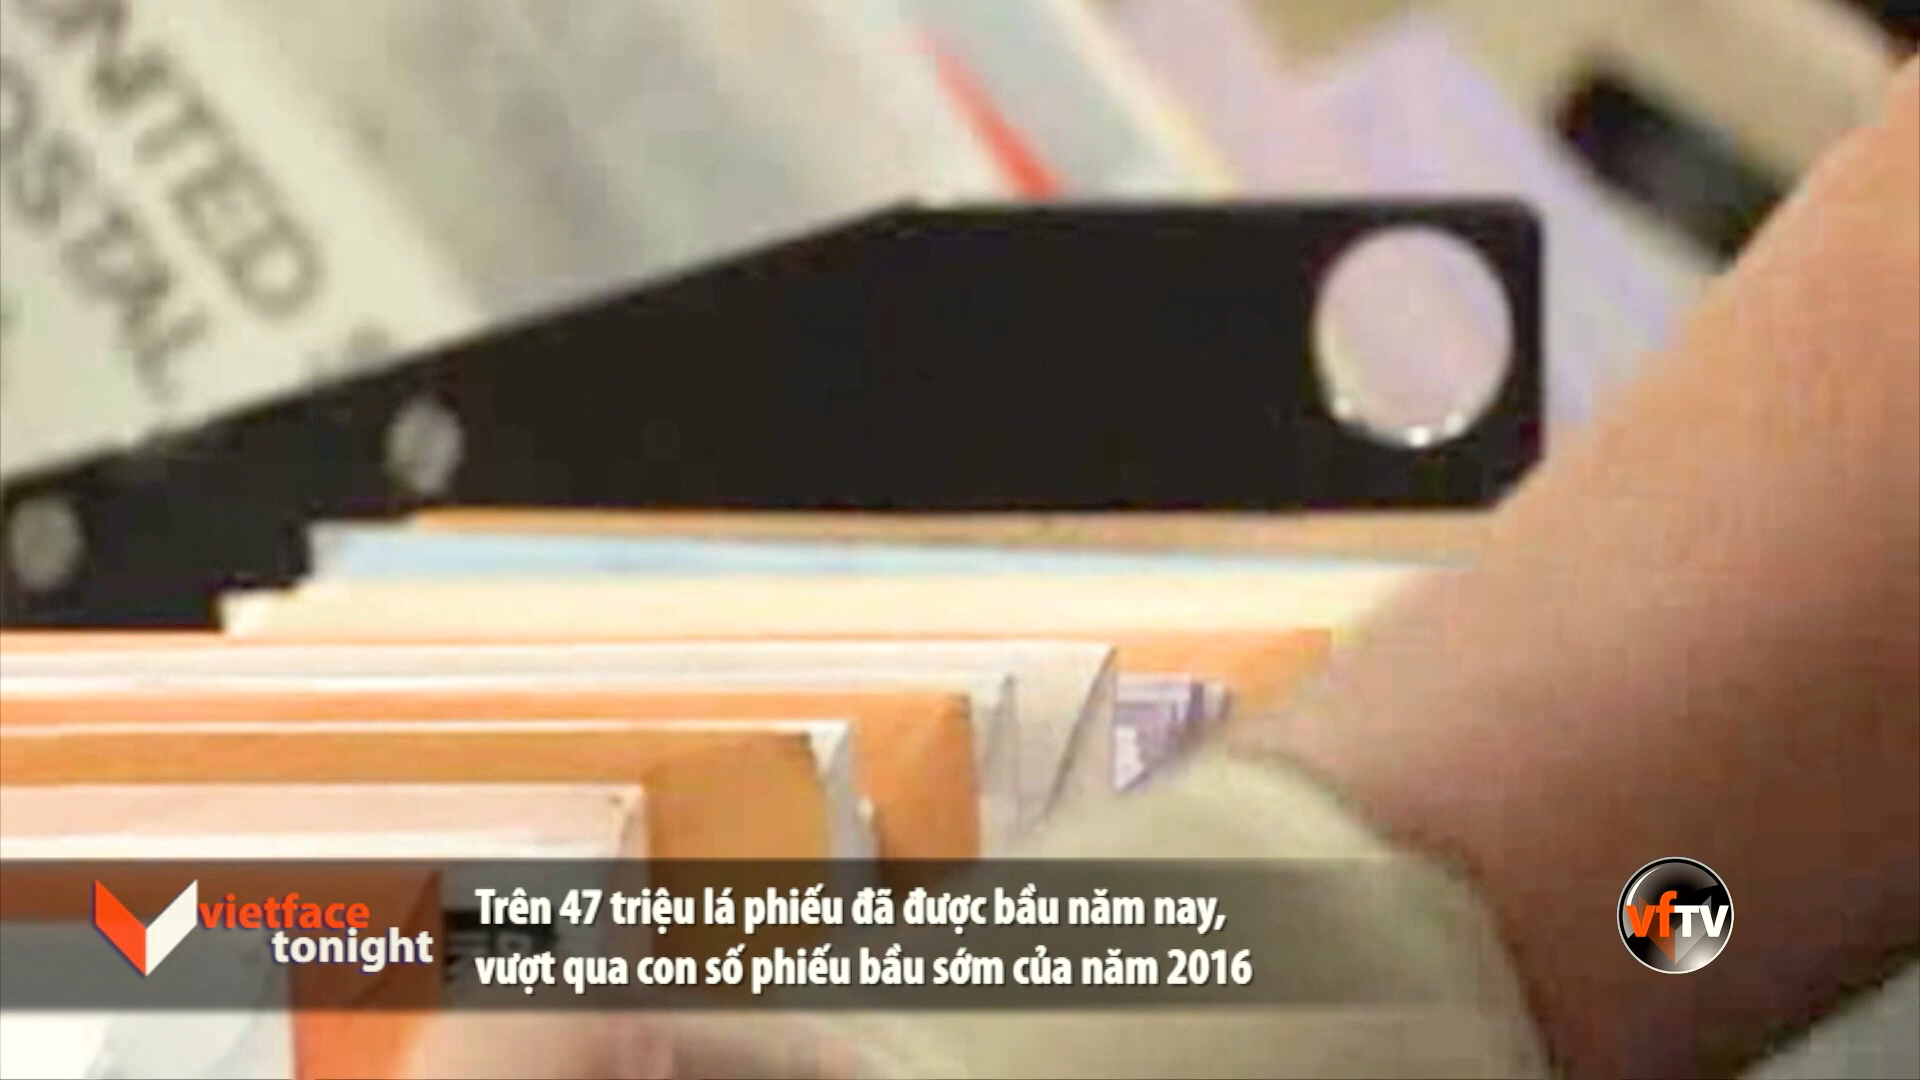 vietface
tonight
Trên 47 triệu lá phiếu đã được bầu năm nay,
vượt qua con số phiếu bầu sớm của năm 2016
vfTV